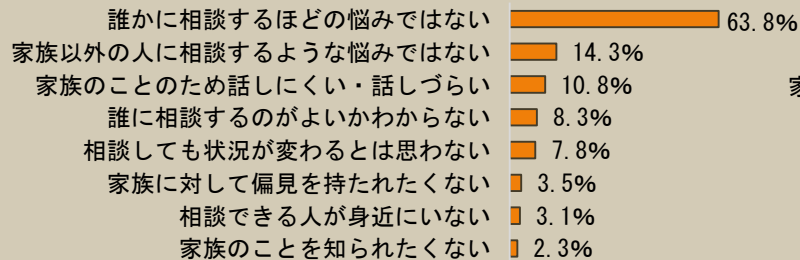 誰かに相談するほどの悩みではない 63.8%
家族以外の人に相談するような悩みではない 14.3%
家族のことのため話しにくい・話しづらい 10.8%
誰に相談するのがよいかわからない 8.3%
相談しても状況が変わるとは思わない 7.8%
家族に対して偏見を持たれたくない 3.5%
相談できる人が身近にいない 3.1%
家族のことを知られたくない 2.3%